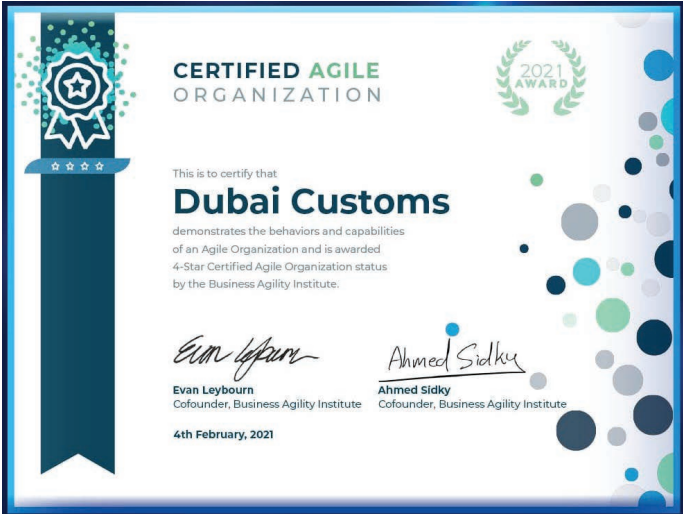 CERTIFIED AGILE
ORGANIZATION
2021
AWARD
This is to certify that
Dubai Customs
demonstrates the behaviors and capabilities
of an Agile Organization and is awarded
4-Star Certified Agile Organization status
by the Business Agility Institute.
Evan Leybourn
Ahmed Sidky
Evan Leybourn
Cofounder, Business Agility Institute
Ahmed Sidky
Cofounder, Business Agility Institute
4th February, 2021